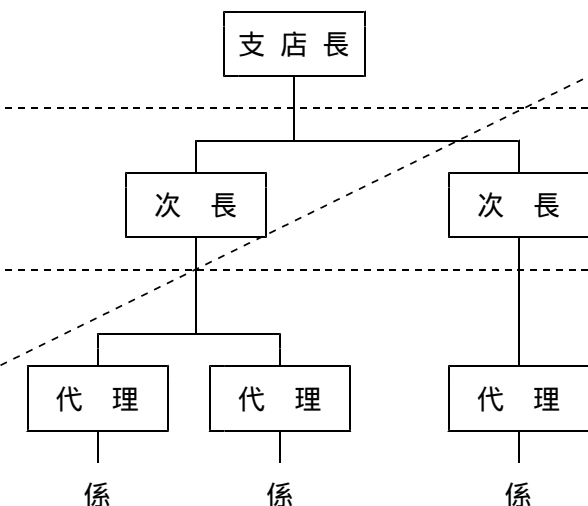 支店長
次長 次長
代理 代理 代理
係 係 係